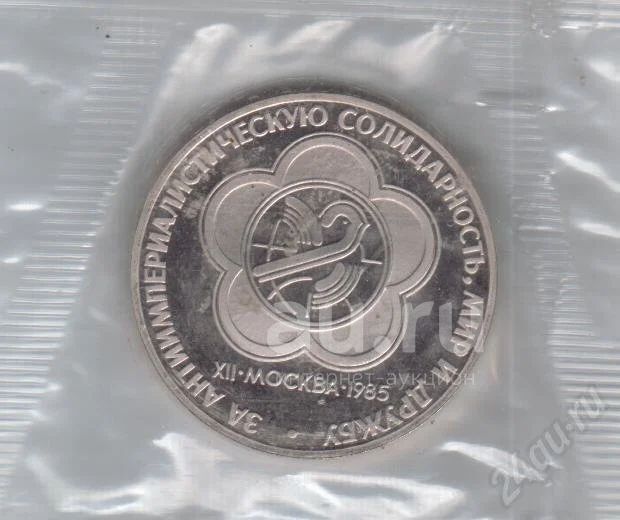 ЗА АНТИИМПЕРИАЛИСТИЧЕСКУЮ СОЛИДАРНОСТЬ, МИР И ДРУЖБУ •
XII•МОСКВА•1985
au.ru
интернет-аукцион
24au.ru